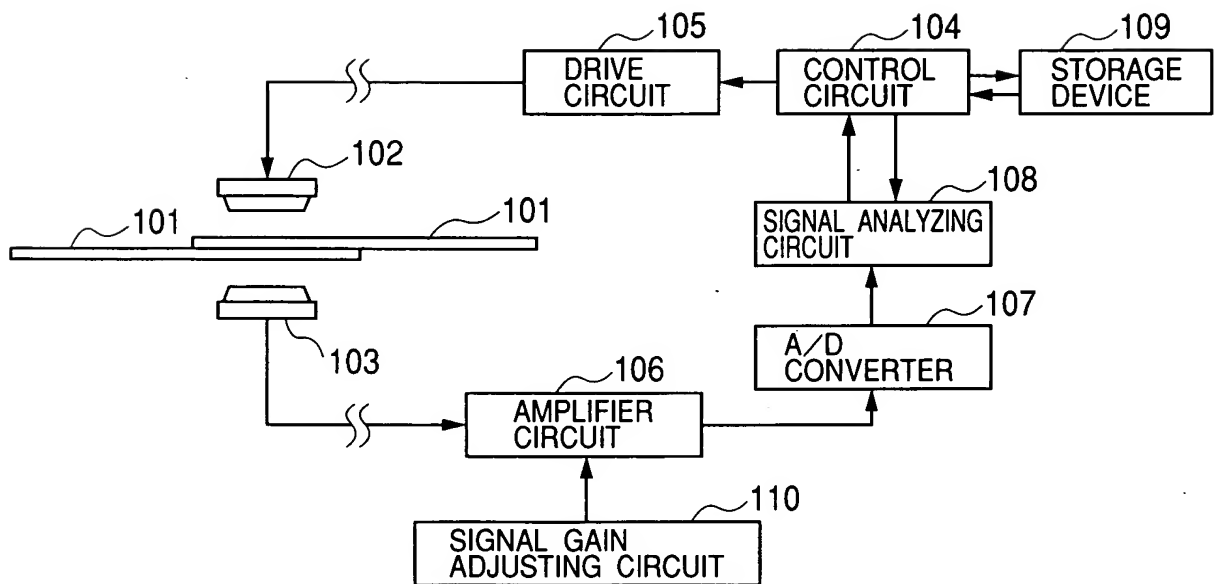 105
104
109
DRIVE
CIRCUIT
CONTROL
CIRCUIT
STORAGE
DEVICE
102
101
101
108
SIGNAL ANALYZING
CIRCUIT
103
107
A/D
CONVERTER
106
AMPLIFIER
CIRCUIT
110
SIGNAL GAIN
ADJUSTING CIRCUIT